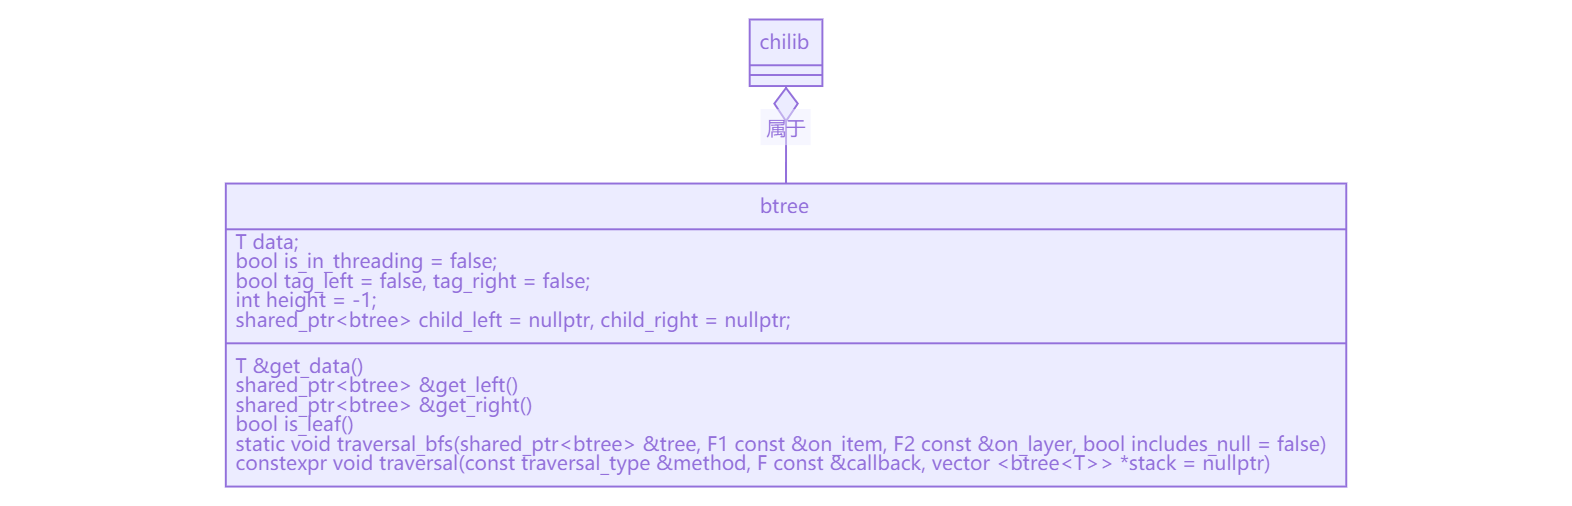 chilib
属于
btree
T data;
bool is_in_threading = false;
bool tag_left = false, tag_right = false;
int height = -1;
shared_ptr<btree> child_left = nullptr, child_right = nullptr;
T &get_data()
shared_ptr<btree> &get_left()
shared_ptr<btree> &get_right()
bool is_leaf()
static void traversal_bfs(shared_ptr<btree> &tree, F1 const &on_item, F2 const &on_layer, bool includes_null = false)
constexpr void traversal(const traversal_type &method, F const &callback, vector <btree<T>> *stack = nullptr)